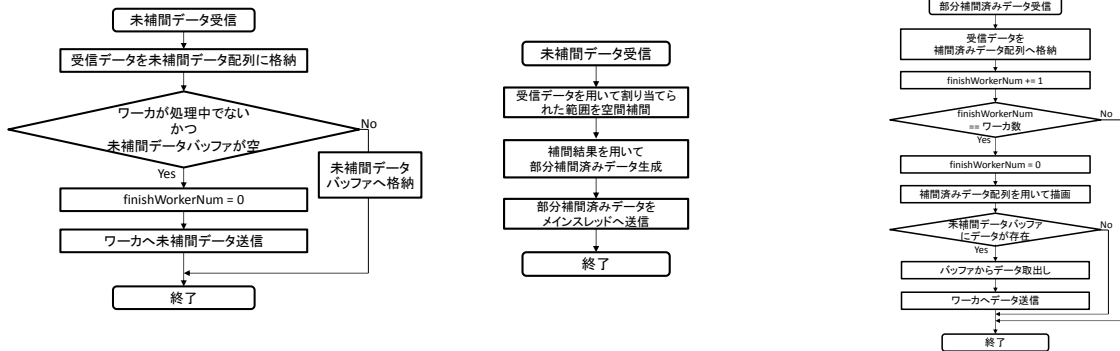 未補間データ受信
受信データを未補間データ配列に格納
ワーカが処理中でない
かつ
未補間データバッファが空
No
Yes
未補間データ
バッファへ格納
finishWorkerNum = 0
ワーカへ未補間データ送信
終了
未補間データ受信
受信データを用いて割り当てら
れた範囲を空間補間
補間結果を用いて
部分補間済みデータ生成
部分補間済みデータを
メインスレッドへ送信
終了
部分補間済みデータ受信
受信データを
補間済みデータ配列へ格納
finishWorkerNum += 1
finishWorkerNum
== ワーカ数
No
Yes
finishWorkerNum = 0
補間済みデータ配列を用いて描画
未補間データバッファ
にデータが存在
No
Yes
バッファからデータ取出し
ワーカへデータ送信
終了